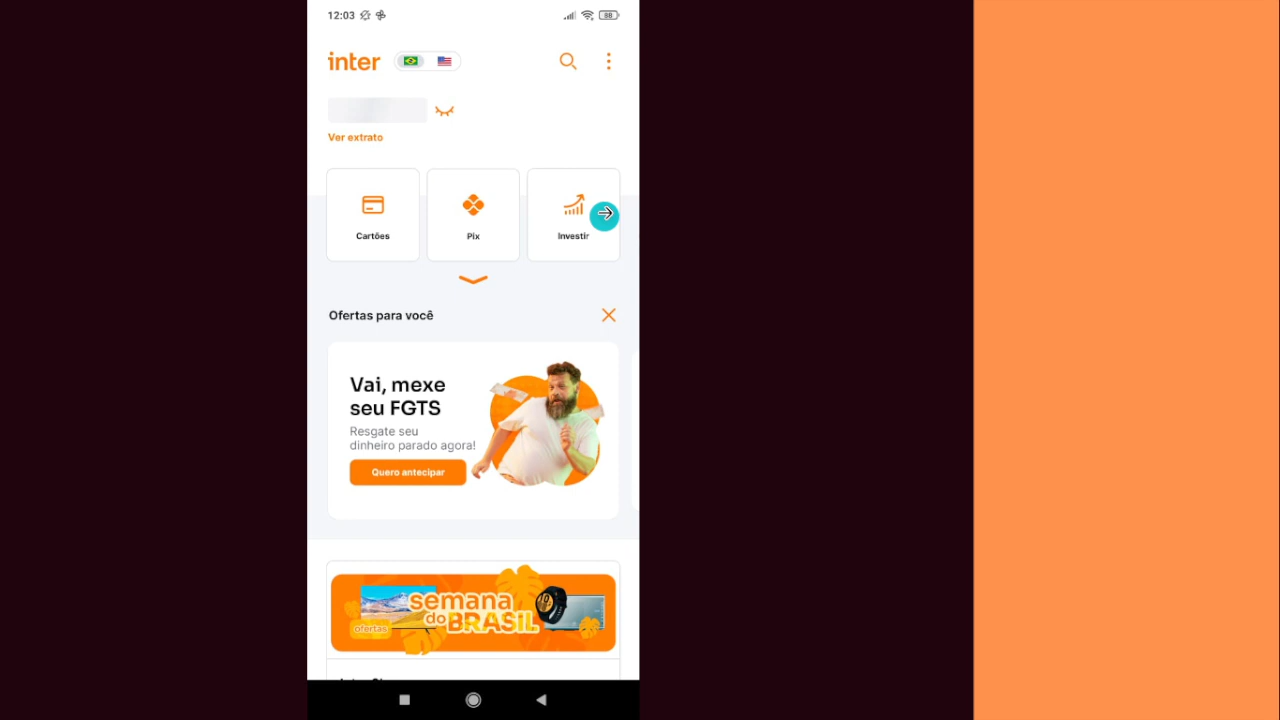 12:03
88
inter
Ver extrato
Cartões
Pix
Investir
Ofertas para você
Vai, mexe
seu FGTS
Resgate seu
dinheiro parado agora!
Quero antecipar
semana
do BRASIL
ofertas